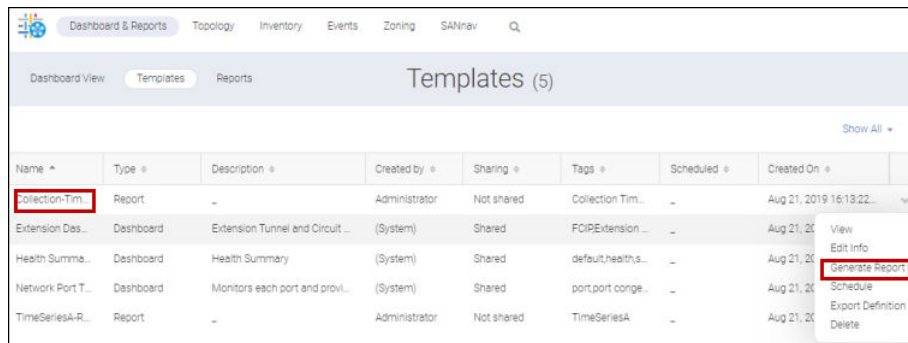 Dashboard & Reports Topology Inventory Events Zoning SANnav
Dashboard View Templates Reports Templates (5)
Show All
Name Type Description Created by Sharing Tags Scheduled Created On
Collection-Tim... Report _ Administrator Not shared Collection Tim... _ Aug 21, 2019 16:13:22...
Extension Das... Dashboard Extension Tunnel and Circuit ... (System) Shared FCIP,Extension ... _ Aug 21, 20
View
Edit Info
Health Summa... Dashboard Health Summary (System) Shared default,health,s... _ Aug 21, 20
Generate Report
Network Port T... Dashboard Monitors each port and provi... (System) Shared port,port conge... _ Aug 21, 20
Schedule
Export Definition
TimeSeriesA-R... Report _ Administrator Not shared TimeSeriesA _ Aug 21, 20
Delete